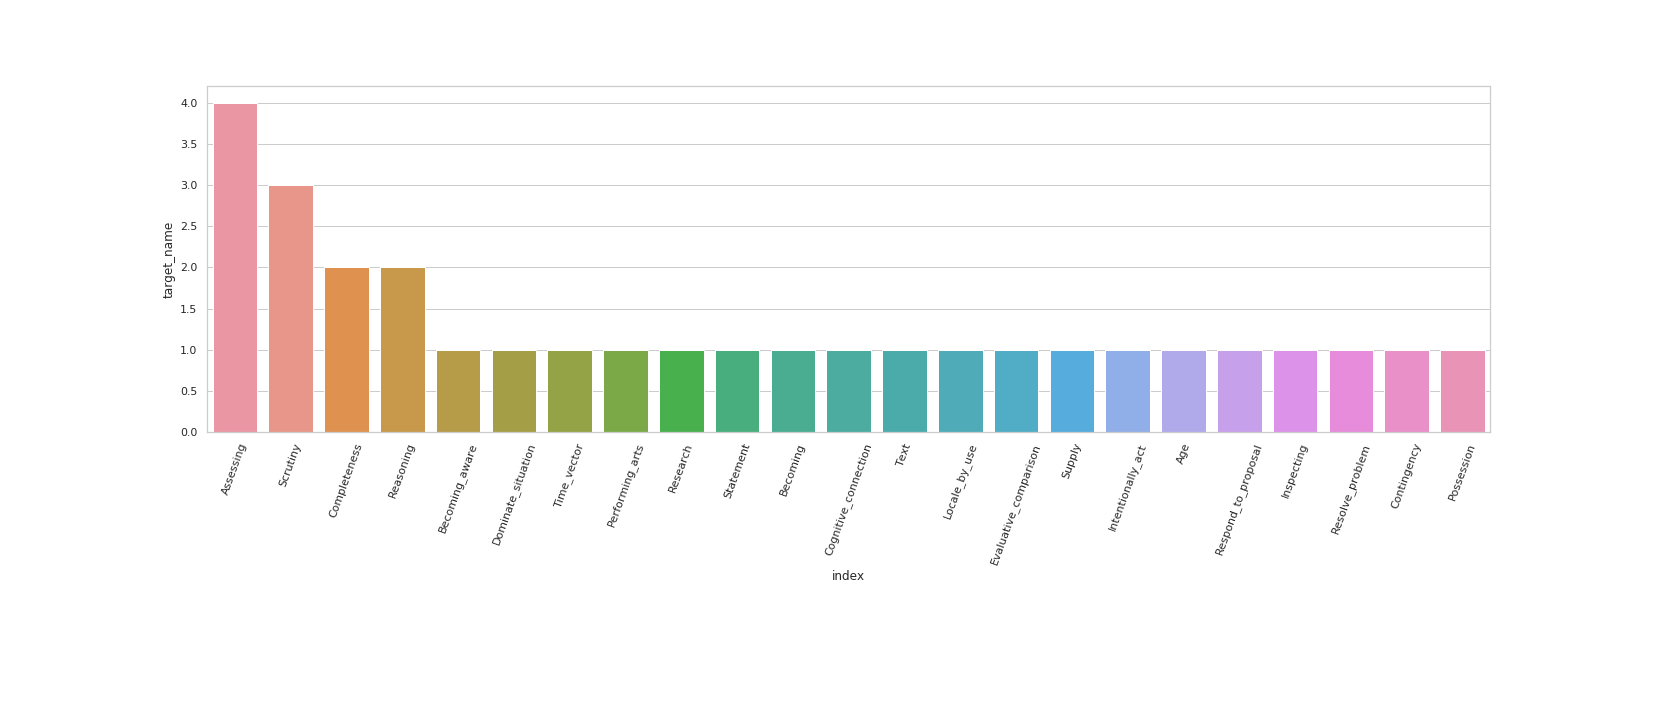 4.0
3.5
3.0
2.5
2.0
1.5
1.0
0.5
0.0
target_name
Assessing
Scrutiny
Completeness
Reasoning
Becoming_aware
Dominate_situation
Time_vector
Performing_arts
Research
Statement
Becoming
Cognitive_connection
Text
Locale_by_use
Evaluative_comparison
Supply
Intentionally_act
Age
Respond_to_proposal
Inspecting
Resolve_problem
Contingency
Possession
index